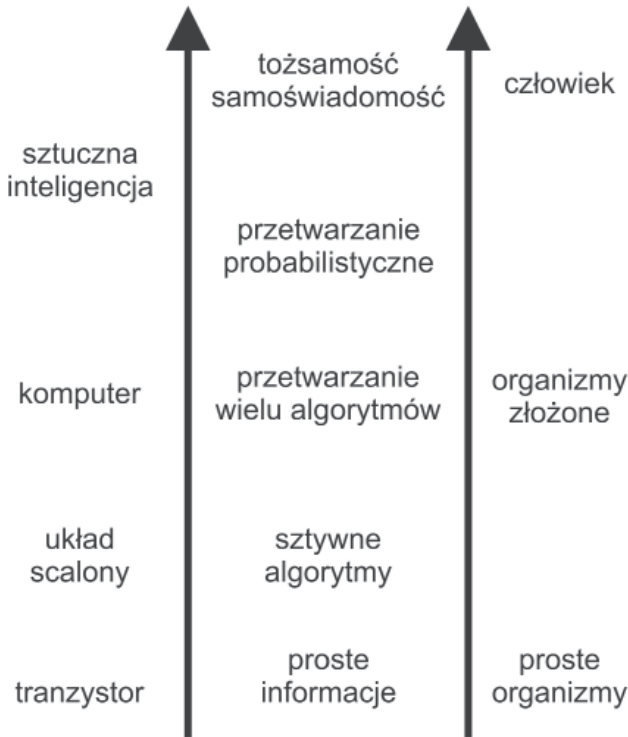 tożsamość
samoświadomość
człowiek
sztuczna
inteligencja
przetwarzanie
probabilistyczne
komputer
przetwarzanie
wielu algorytmów
organizmy
złożone
układ
scalony
sztywne
algorytmy
tranzystor
proste
informacje
proste
organizmy